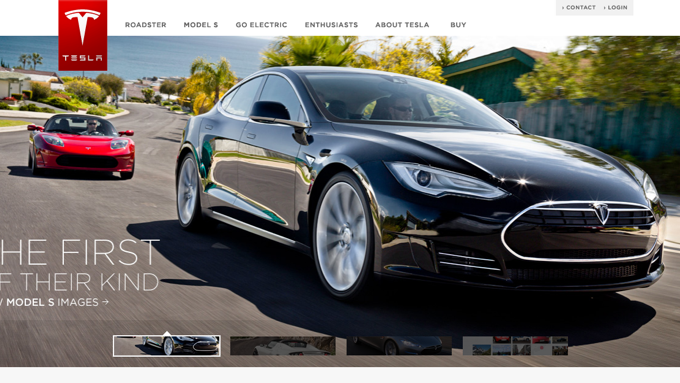 › CONTACT › LOGIN
TESLA
ROADSTER MODEL S GO ELECTRIC ENTHUSIASTS ABOUT TESLA BUY
HE FIRST
F THEIR KIND
MODEL S IMAGES →